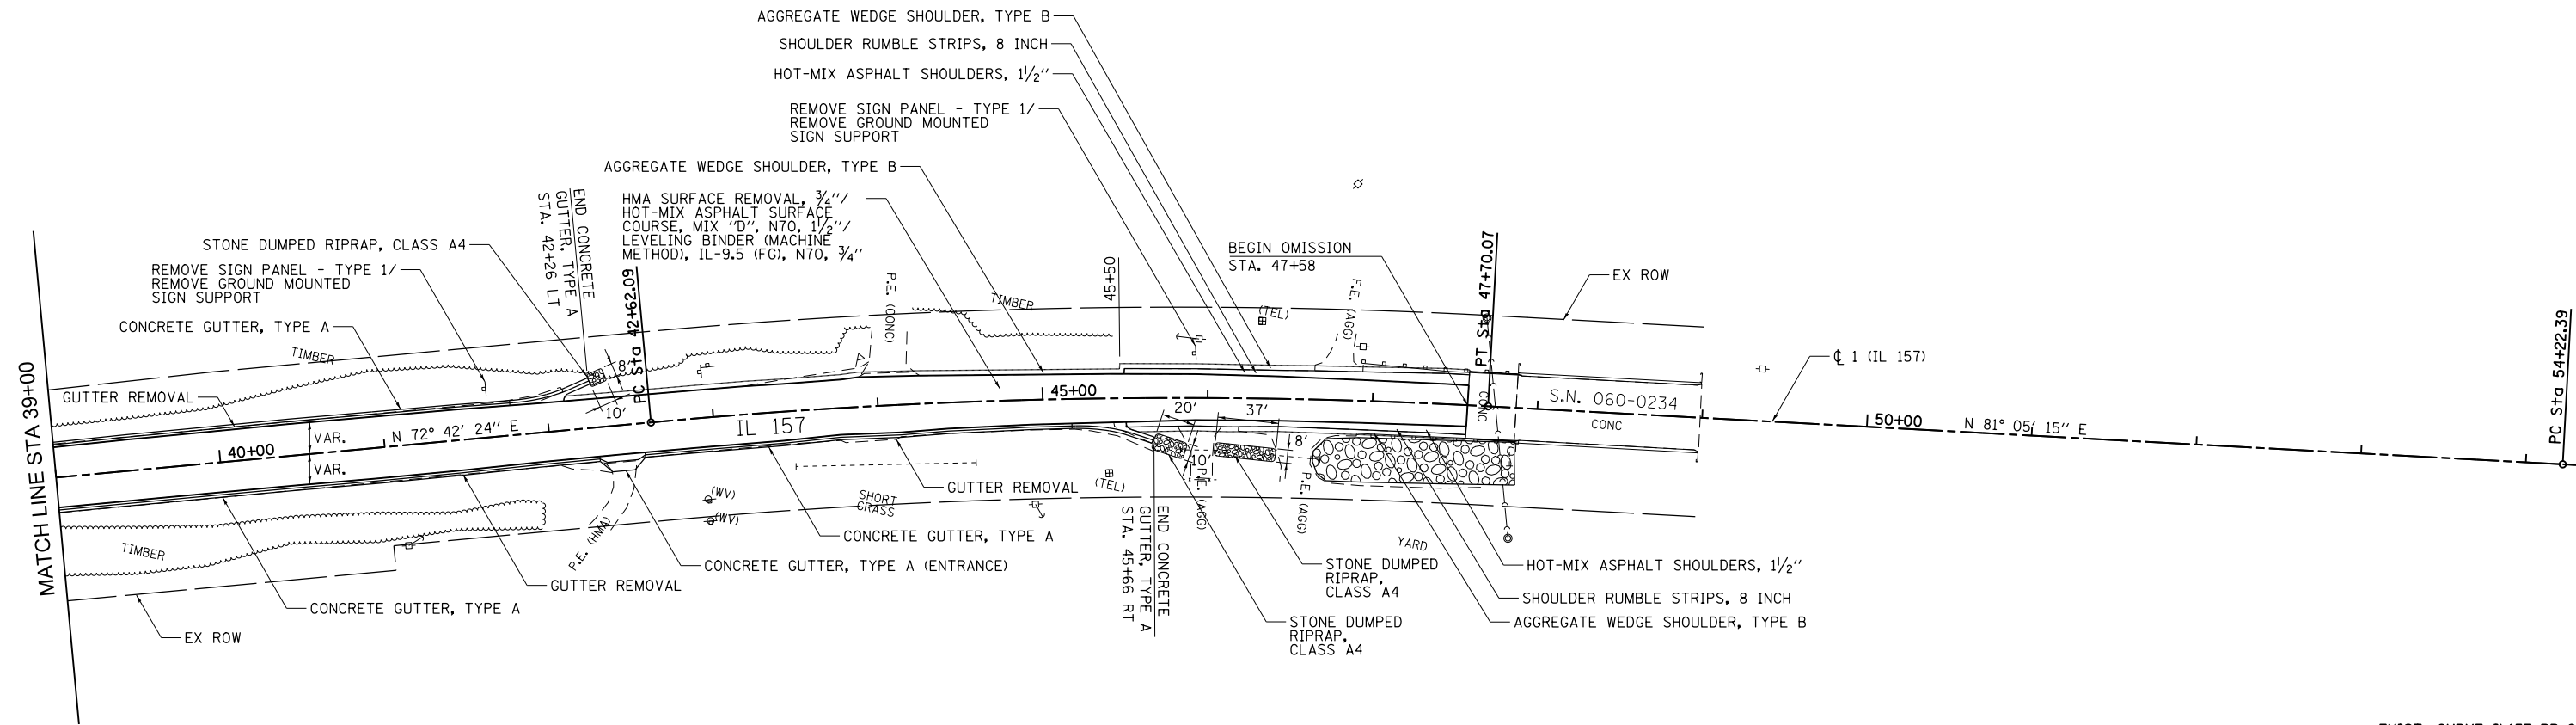 AGGREGATE WEDGE SHOULDER, TYPE B
SHOULDER RUMBLE STRIPS, 8 INCH
HOT-MIX ASPHALT SHOULDERS, 1 1/2"
REMOVE SIGN PANEL - TYPE 1/
REMOVE GROUND MOUNTED
SIGN SUPPORT
AGGREGATE WEDGE SHOULDER, TYPE B
HMA SURFACE REMOVAL, 3/4"/
HOT-MIX ASPHALT SURFACE
COURSE, MIX "D", N70, 1 1/2"/
LEVELING BINDER (MACHINE
METHOD), IL-9.5 (FG), N70, 3/4"
END CONCRETE
GUTTER, TYPE A
STA. 42+26 LT
STONE DUMPED RIPRAP, CLASS A4
REMOVE SIGN PANEL - TYPE 1/
REMOVE GROUND MOUNTED
SIGN SUPPORT
CONCRETE GUTTER, TYPE A
TIMBER
GUTTER REMOVAL
MATCH LINE STA 39+00
8'
10'
PC Sta 42+62.09
P.E. (CONC)
TIMBER
45+50
BEGIN OMISSION
STA. 47+58
(TEL)
F.E. (AGG)
PT Sta 47+70.07
EX ROW
℄ 1 (IL 157)
PC Sta 54+22.39
VAR.
VAR.
40+00
N 72° 42' 24" E
IL 157
45+00
20'
37'
8'
10'
CONC
S.N. 060-0234
CONC
50+00
N 81° 05' 15" E
TIMBER
P.E. (HMA)
(WV)
(WV)
SHORT
GRASS
GUTTER REMOVAL
(TEL)
P.E. (AGG)
P.E. (AGG)
YARD
CONCRETE GUTTER, TYPE A
CONCRETE GUTTER, TYPE A (ENTRANCE)
GUTTER REMOVAL
CONCRETE GUTTER, TYPE A
EX ROW
END CONCRETE
GUTTER, TYPE A
STA. 45+66 RT
STONE DUMPED
RIPRAP,
CLASS A4
STONE DUMPED
RIPRAP,
CLASS A4
HOT-MIX ASPHALT SHOULDERS, 1 1/2"
SHOULDER RUMBLE STRIPS, 8 INCH
AGGREGATE WEDGE SHOULDER, TYPE B